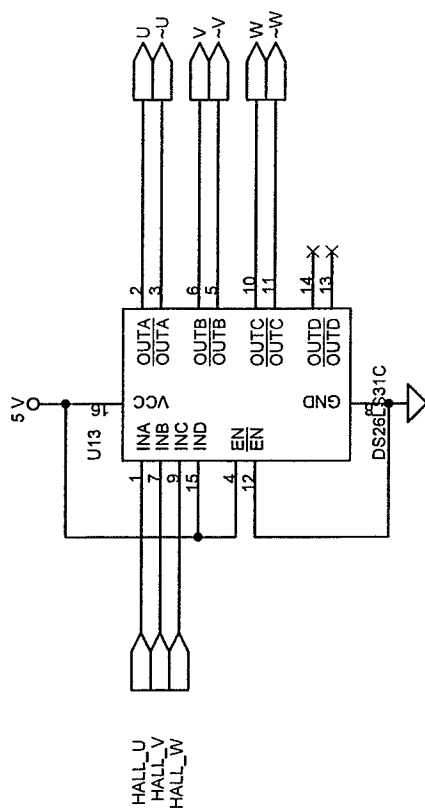 HALL_U
HALL_V
HALL_W
5 V
U13
DS26LS31C
16
VCC
GND
8
1
INA
7
INB
9
INC
15
IND
4
EN
12
EN
OUTA
2
OUTA
3
OUTB
6
OUTB
5
OUTC
10
OUTC
11
OUTD
14
OUTD
13
U
~U
V
~V
W
~W